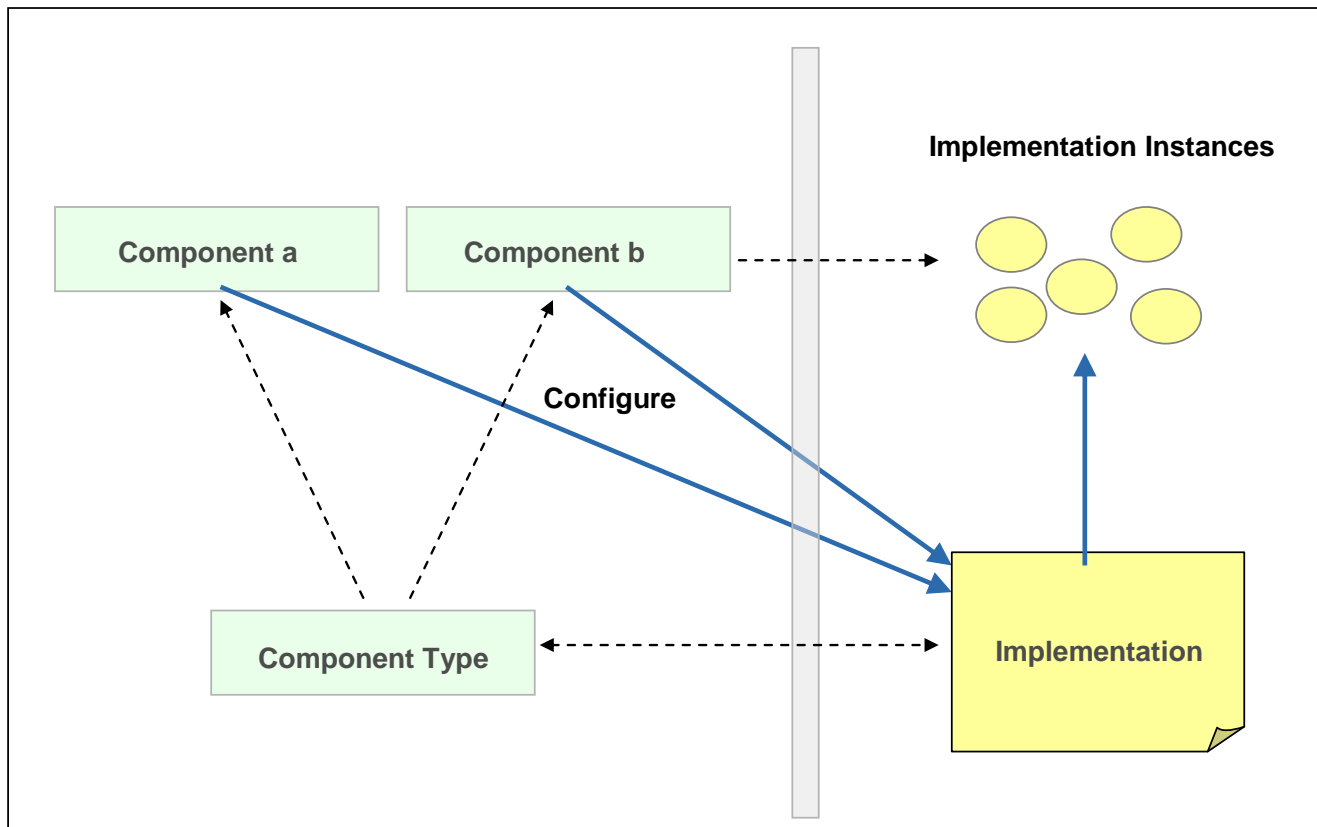 Implementation Instances
Component a
Component b
Configure
Component Type
Implementation